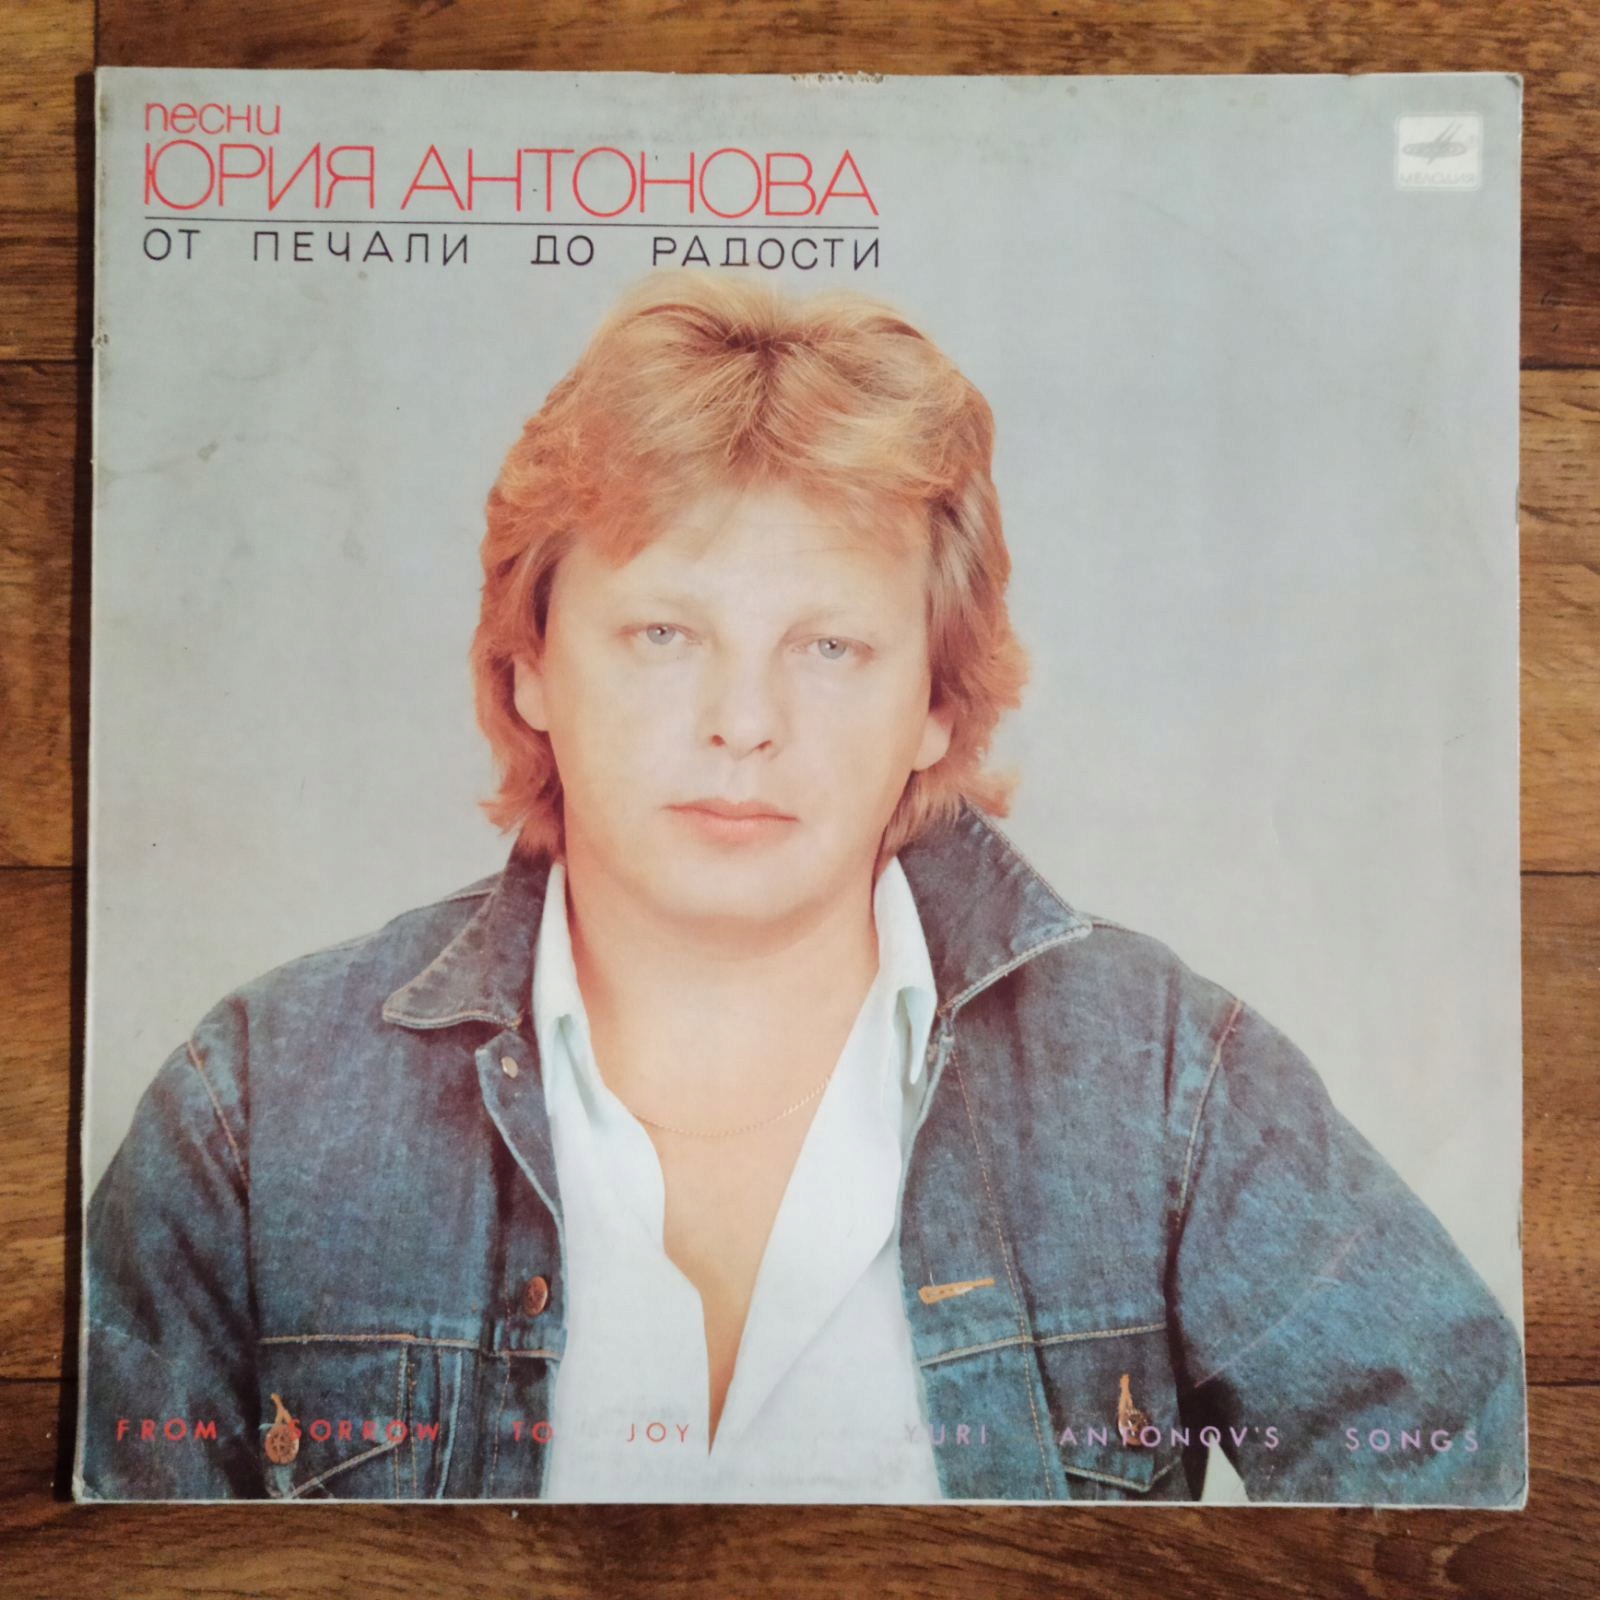 песни
ЮРИЯ АНТОНОВА
ОТ ПЕЧАЛИ ДО РАДОСТИ
МЕЛОДИЯ
FROM SORROW TO JOY YURI ANTONOV'S SONGS